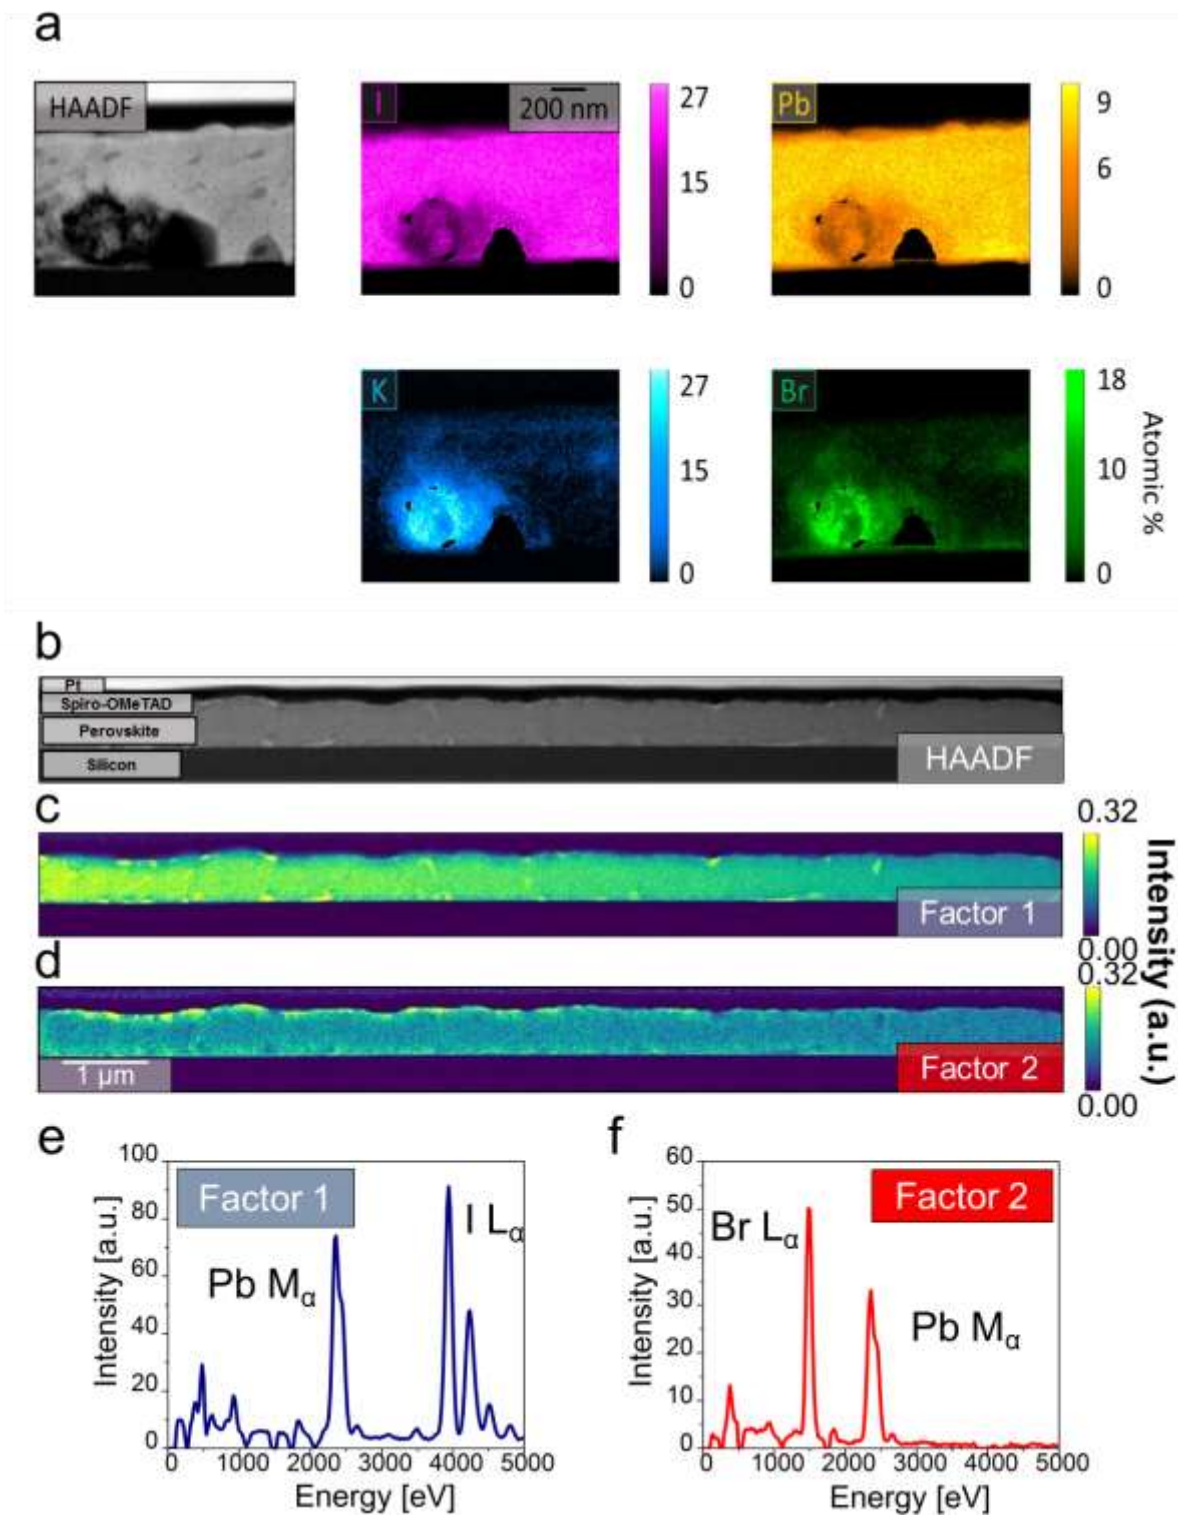 a
HAADF
I
200 nm
27
15
0
Pb
9
6
0
K
27
15
0
Br
18
10
0
Atomic %
b
Pt
Spiro-OMeTAD
Perovskite
Silicon
HAADF
c
Factor 1
0.32
0.00
d
1 µm
Factor 2
0.32
0.00
Intensity (a.u.)
e
Factor 1
Pb Mα
I Lα
100
80
60
40
20
0
0 1000 2000 3000 4000 5000
Intensity [a.u.]
Energy [eV]
f
Factor 2
Br Lα
Pb Mα
60
50
40
30
20
10
0
0 1000 2000 3000 4000 5000
Intensity [a.u.]
Energy [eV]